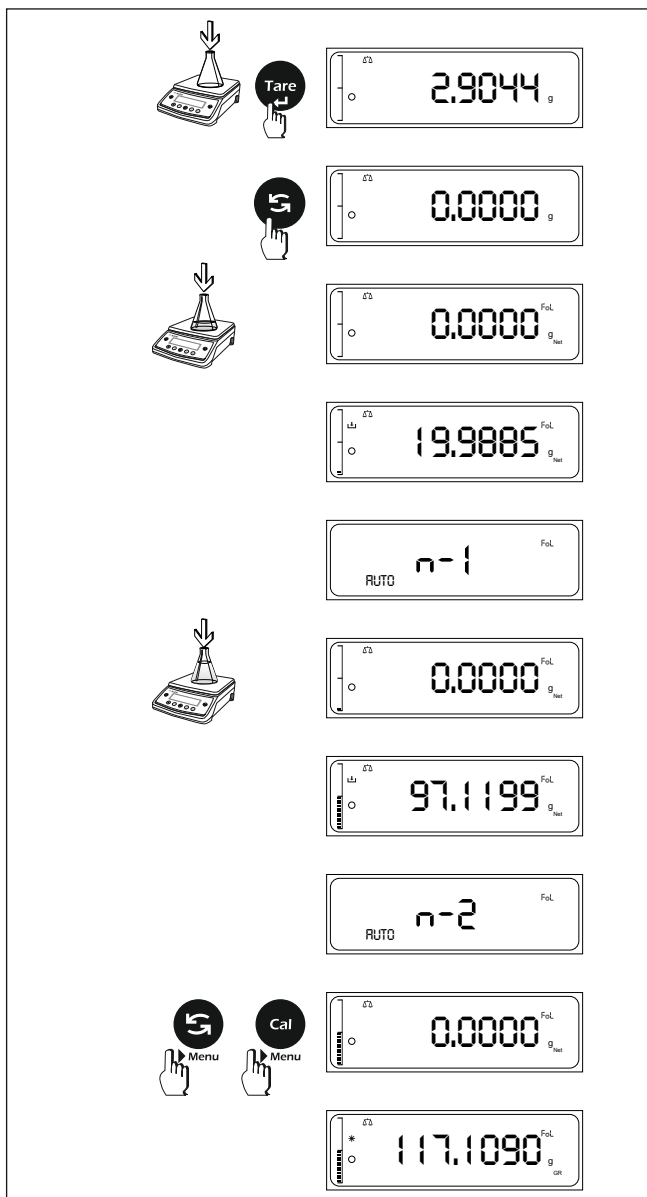 Tare
2.9044 g
0.0000 g
FoL
0.0000 g
Net
FoL
19.9885 g
Net
FoL
n-1
AUTO
FoL
0.0000 g
Net
FoL
97.1199 g
Net
FoL
n-2
AUTO
Cal
Menu Menu
FoL
0.0000 g
Net
FoL
117.1090 g
GR